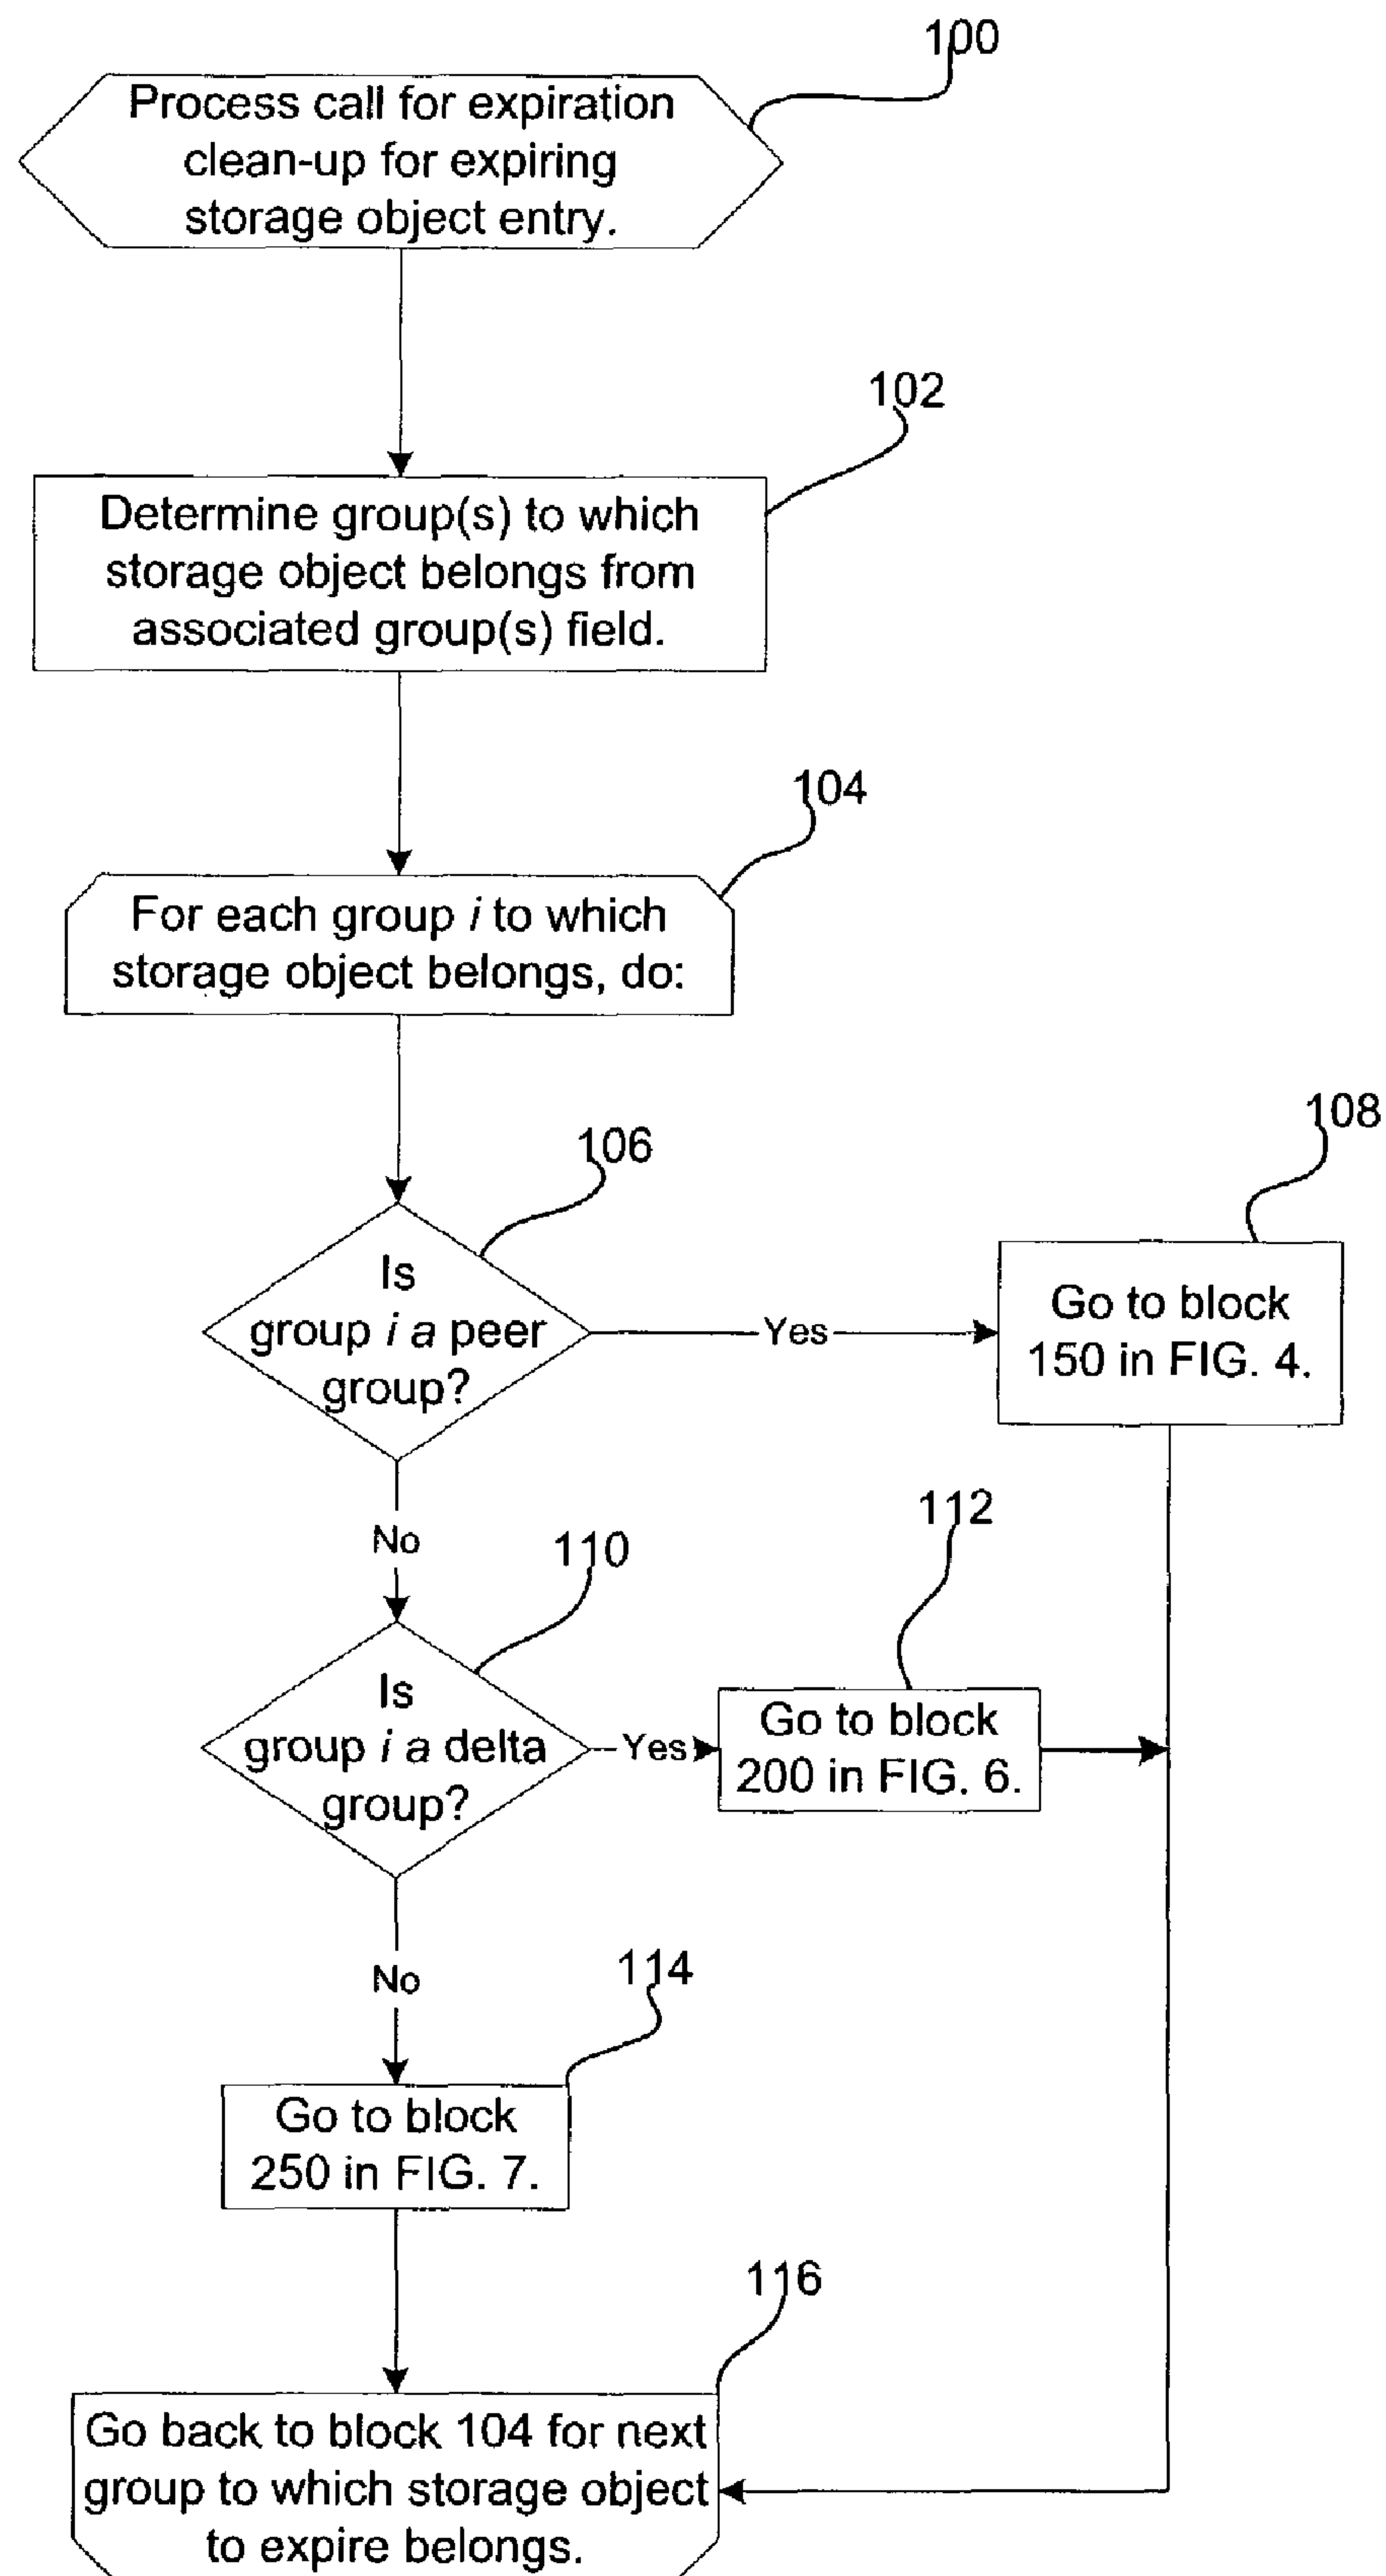 100
Process call for expiration
clean-up for expiring
storage object entry.
102
Determine group(s) to which
storage object belongs from
associated group(s) field.
104
For each group i to which
storage object belongs, do:
106
Is
group i a peer
group?
Yes
108
Go to block
150 in FIG. 4.
No
110
Is
group i a delta
group?
Yes
112
Go to block
200 in FIG. 6.
No
114
Go to block
250 in FIG. 7.
116
Go back to block 104 for next
group to which storage object
to expire belongs.